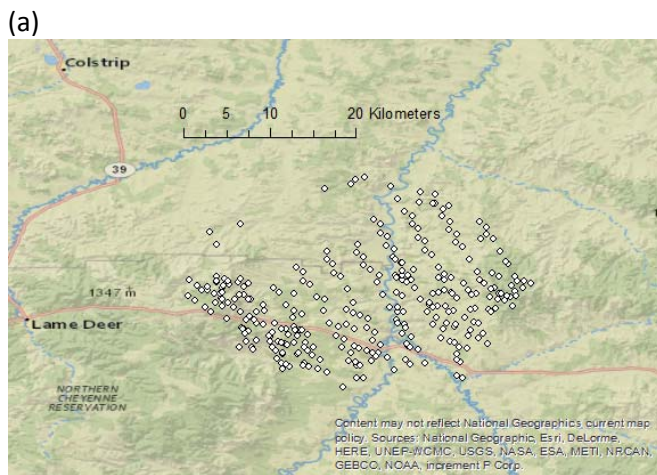 (a)
Colstrip
0 5 10 20 Kilometers
39
1347 m
Lame Deer
NORTHERN
CHEYENNE
RESERVATION
Content may not reflect National Geographic's current map
policy. Sources: National Geographic, Esri, DeLorme,
HERE, UNEP-WCMC, USGS, NASA, ESA, METI, NRCAN,
GEBCO, NOAA, increment P Corp.